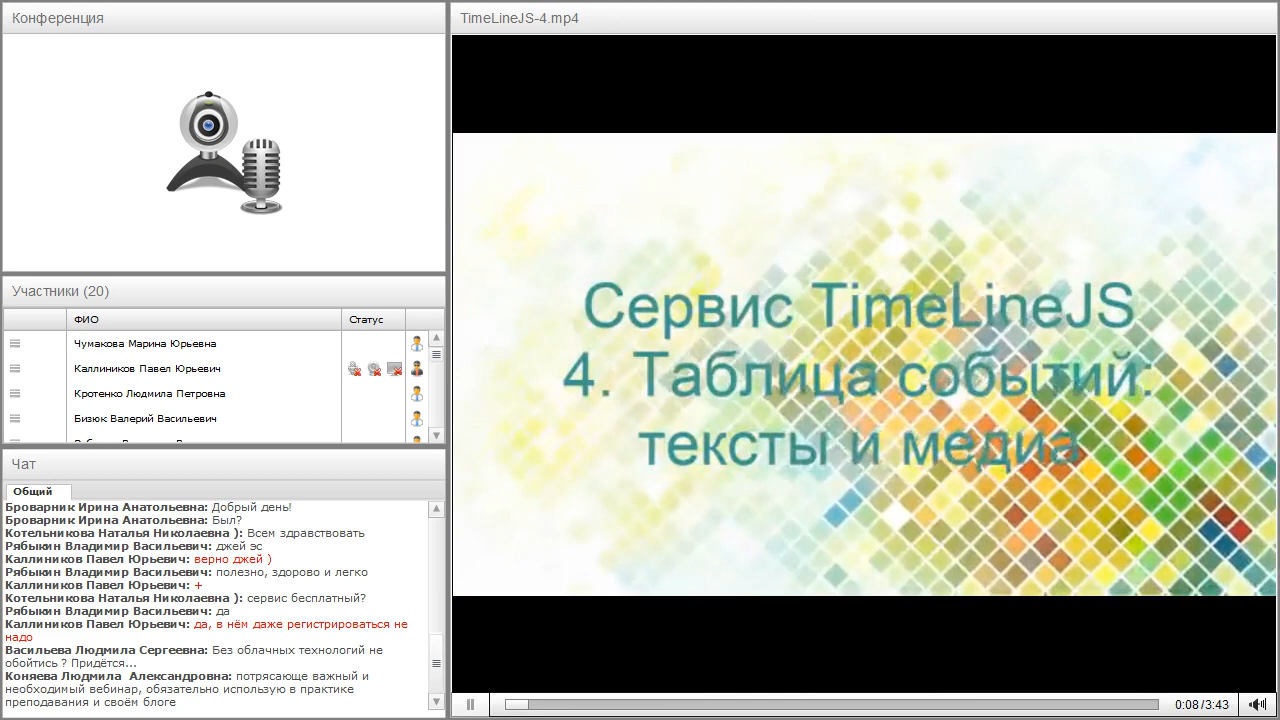 Конференция
TimeLineJS-4.mp4
Участники (20)
ФИО Статус
Чумакова Марина Юрьевна
Каллиников Павел Юрьевич
Кротенко Людмила Петровна
Бизюк Валерий Васильевич
Чат
Общий
Броварник Ирина Анатольевна: Добрый день!
Броварник Ирина Анатольевна: Был?
Котельникова Наталья Николаевна ): Всем здравствовать
Рябыкин Владимир Васильевич: джей эс
Каллиников Павел Юрьевич: верно джей )
Рябыкин Владимир Васильевич: полезно, здорово и легко
Каллиников Павел Юрьевич: +
Котельникова Наталья Николаевна ): сервис бесплатный?
Рябыкин Владимир Васильевич: да
Каллиников Павел Юрьевич: да, в нём даже регистрироваться не
надо
Васильева Людмила Сергеевна: Без облачных технологий не
обойтись ? Придётся...
Коняева Людмила Александровна: потрясающе важный и
необходимый вебинар, обязательно использую в практике
преподавания и своём блоге
Сервис TimeLineJS
4. Таблица событий:
тексты и медиа
0:08 /3:43